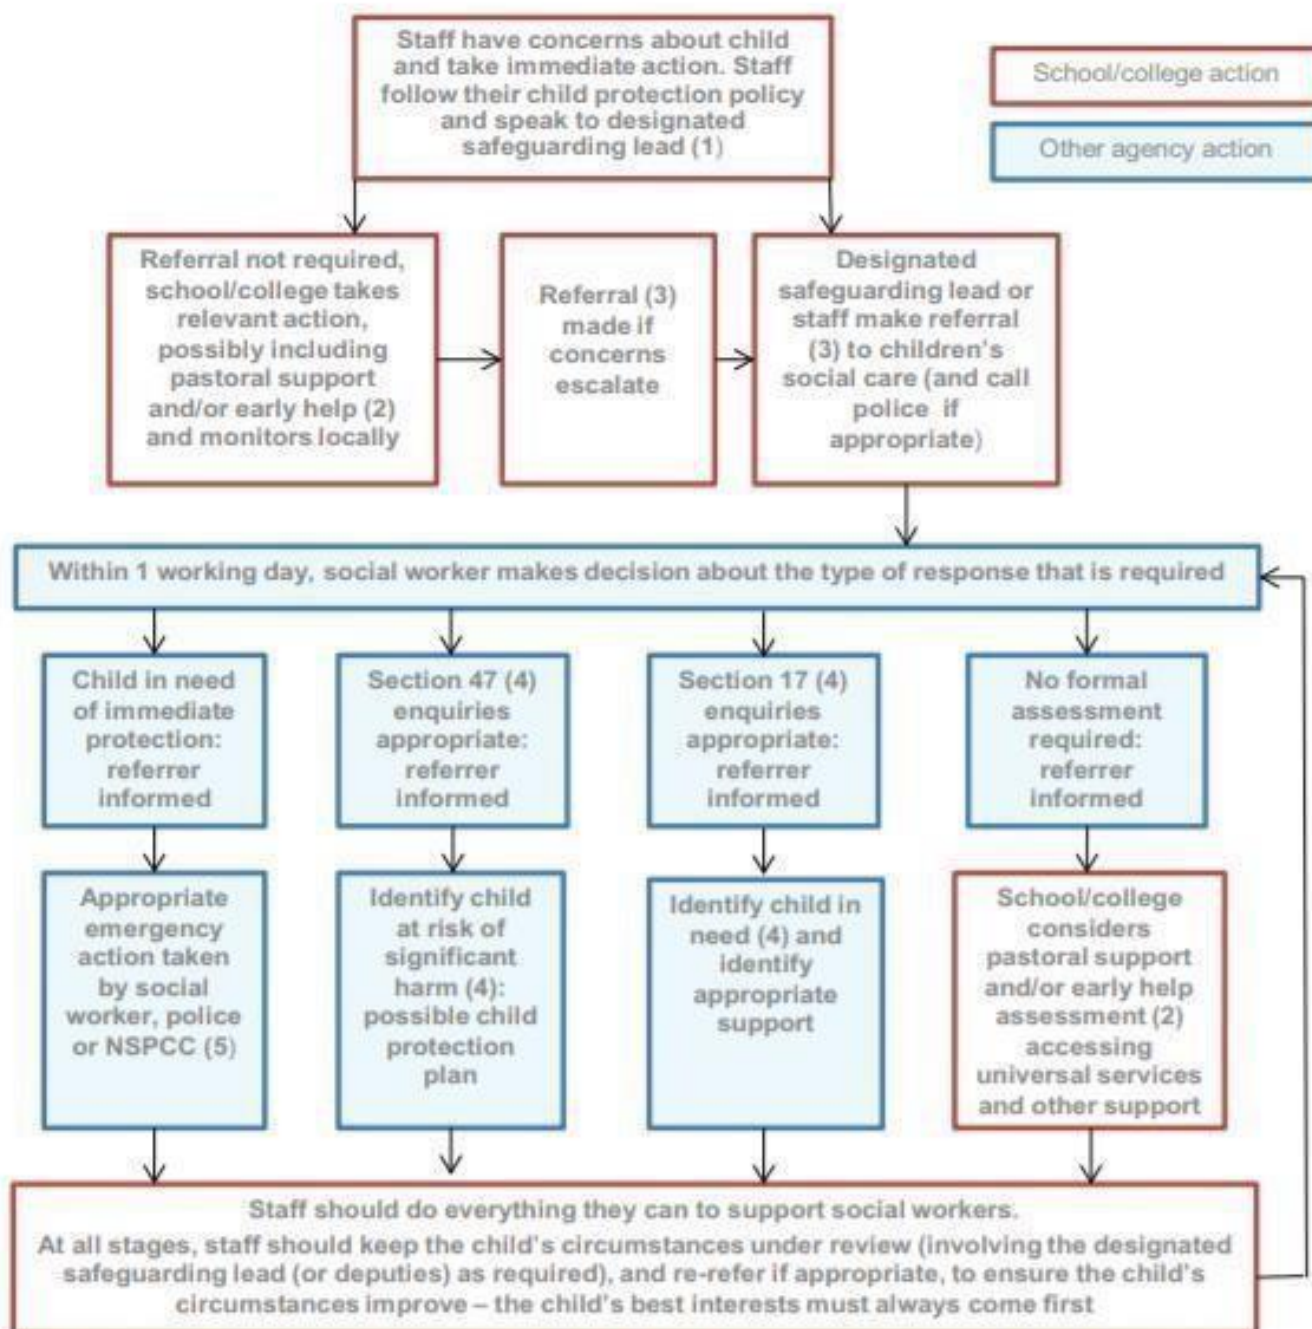 Staff have concerns about child
and take immediate action. Staff
follow their child protection policy
and speak to designated
safeguarding lead (1)
School/college action
Other agency action
Referral not required,
school/college takes
relevant action,
possibly including
pastoral support
and/or early help (2)
and monitors locally
Referral (3)
made if
concerns
escalate
Designated
safeguarding lead or
staff make referral
(3) to children's
social care (and call
police if
appropriate)
Within 1 working day, social worker makes decision about the type of response that is required
Child in need
of immediate
protection:
referrer
informed
Section 47 (4)
enquiries
appropriate:
referrer
informed
Section 17 (4)
enquiries
appropriate:
referrer
informed
No formal
assessment
required:
referrer
informed
Appropriate
emergency
action taken
by social
worker, police
or NSPCC (5)
Identify child
at risk of
significant
harm (4):
possible child
protection
plan
Identify child in
need (4) and
identify
appropriate
support
School/college
considers
pastoral support
and/or early help
assessment (2)
accessing
universal services
and other support
Staff should do everything they can to support social workers.
At all stages, staff should keep the child's circumstances under review (involving the designated
safeguarding lead (or deputies) as required), and re-refer if appropriate, to ensure the child's
circumstances improve – the child's best interests must always come first